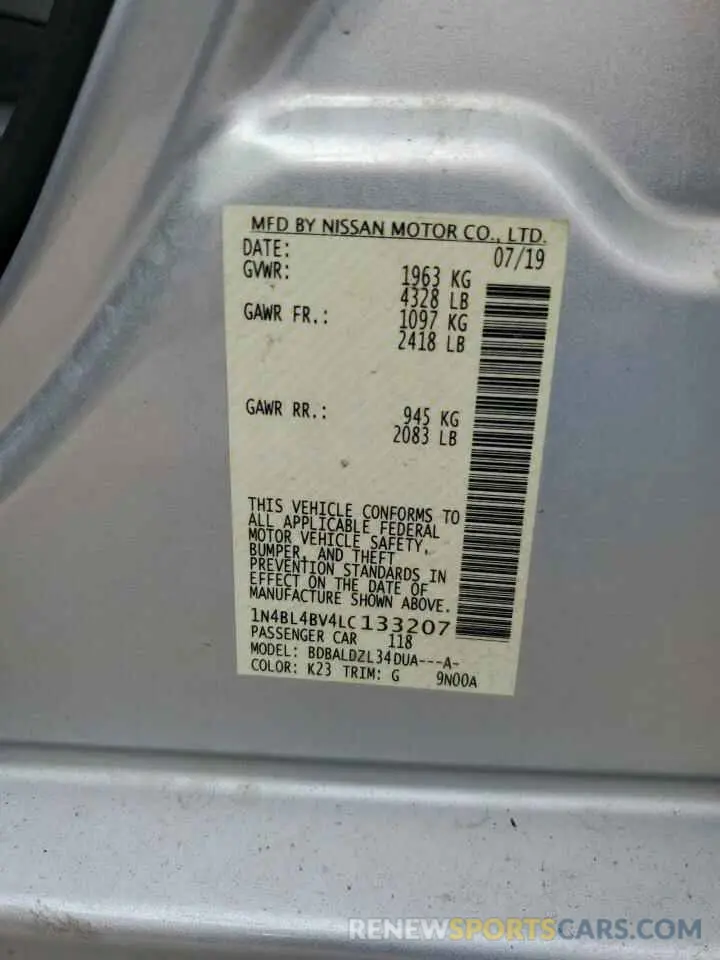 MFD BY NISSAN MOTOR CO., LTD.
DATE: 07/19
GVWR: 1963 KG
4328 LB
GAWR FR.: 1097 KG
2418 LB
GAWR RR.: 945 KG
2083 LB
THIS VEHICLE CONFORMS TO
ALL APPLICABLE FEDERAL
MOTOR VEHICLE SAFETY,
BUMPER, AND THEFT
PREVENTION STANDARDS IN
EFFECT ON THE DATE OF
MANUFACTURE SHOWN ABOVE.
1N4BL4BV4LC133207
PASSENGER CAR 118
MODEL: BDBALDZL34DUA---A-
COLOR: K23 TRIM: G 9N00A
RENEWSPORTSCARS.COM